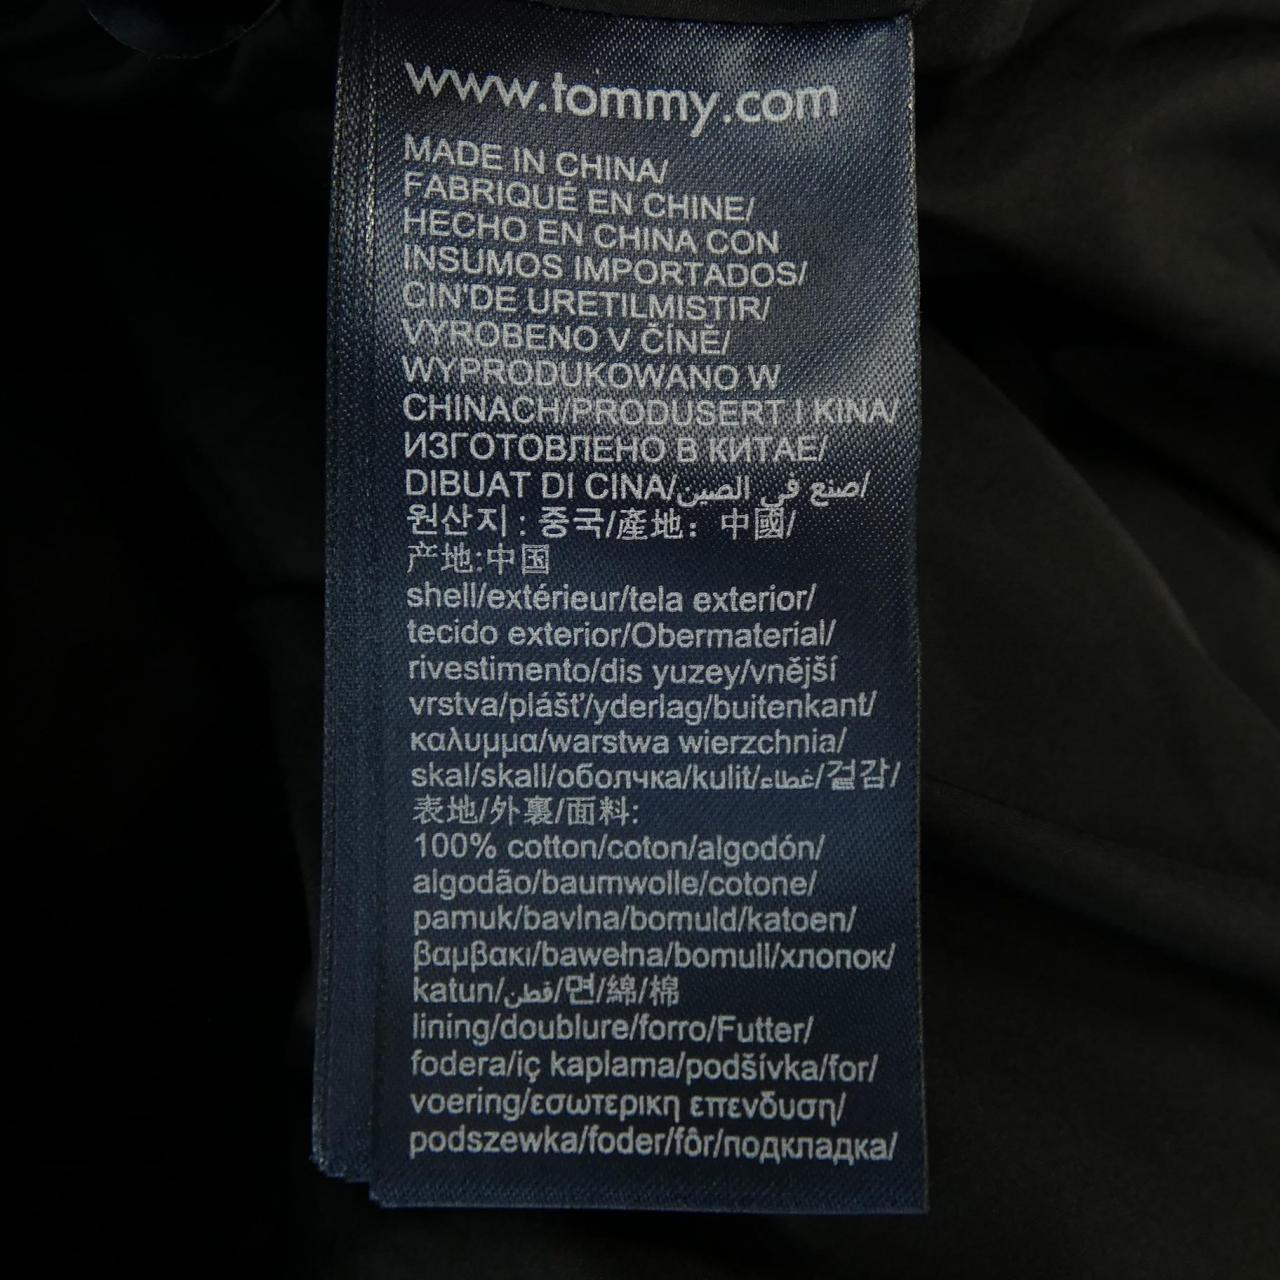 www.tommy.com
MADE IN CHINA/
FABRIQUÉ EN CHINE/
HECHO EN CHINA CON
INSUMOS IMPORTADOS/
CIN'DE URETILMISTIR/
VYROBENO V ČÍNĚ/
WYPRODUKOWANO W
CHINACH/PRODUSERT I KINA/
ИЗГОТОВЛЕНО В КИТАЕ/
DIBUAT DI CINA/صنع في الصين/
원산지 : 중국/產地：中國/
产地:中国
shell/extérieur/tela exterior/
tecido exterior/Obermaterial/
rivestimento/dis yuzey/vnější
vrstva/plášť/yderlag/buitenkant/
καλυμμα/warstwa wierzchnia/
skal/skall/оболчка/kulit/غطاء/겉감/
表地/外裏/面料:
100% cotton/coton/algodón/
algodão/baumwolle/cotone/
pamuk/bavlna/bomuld/katoen/
βαμβακι/bawełna/bomull/хлопок/
katun/قطن/면/綿/棉
lining/doublure/forro/Futter/
fodera/iç kaplama/podšívka/for/
voering/εσωτερικη επενδυση/
podszewka/foder/fôr/подкладка/